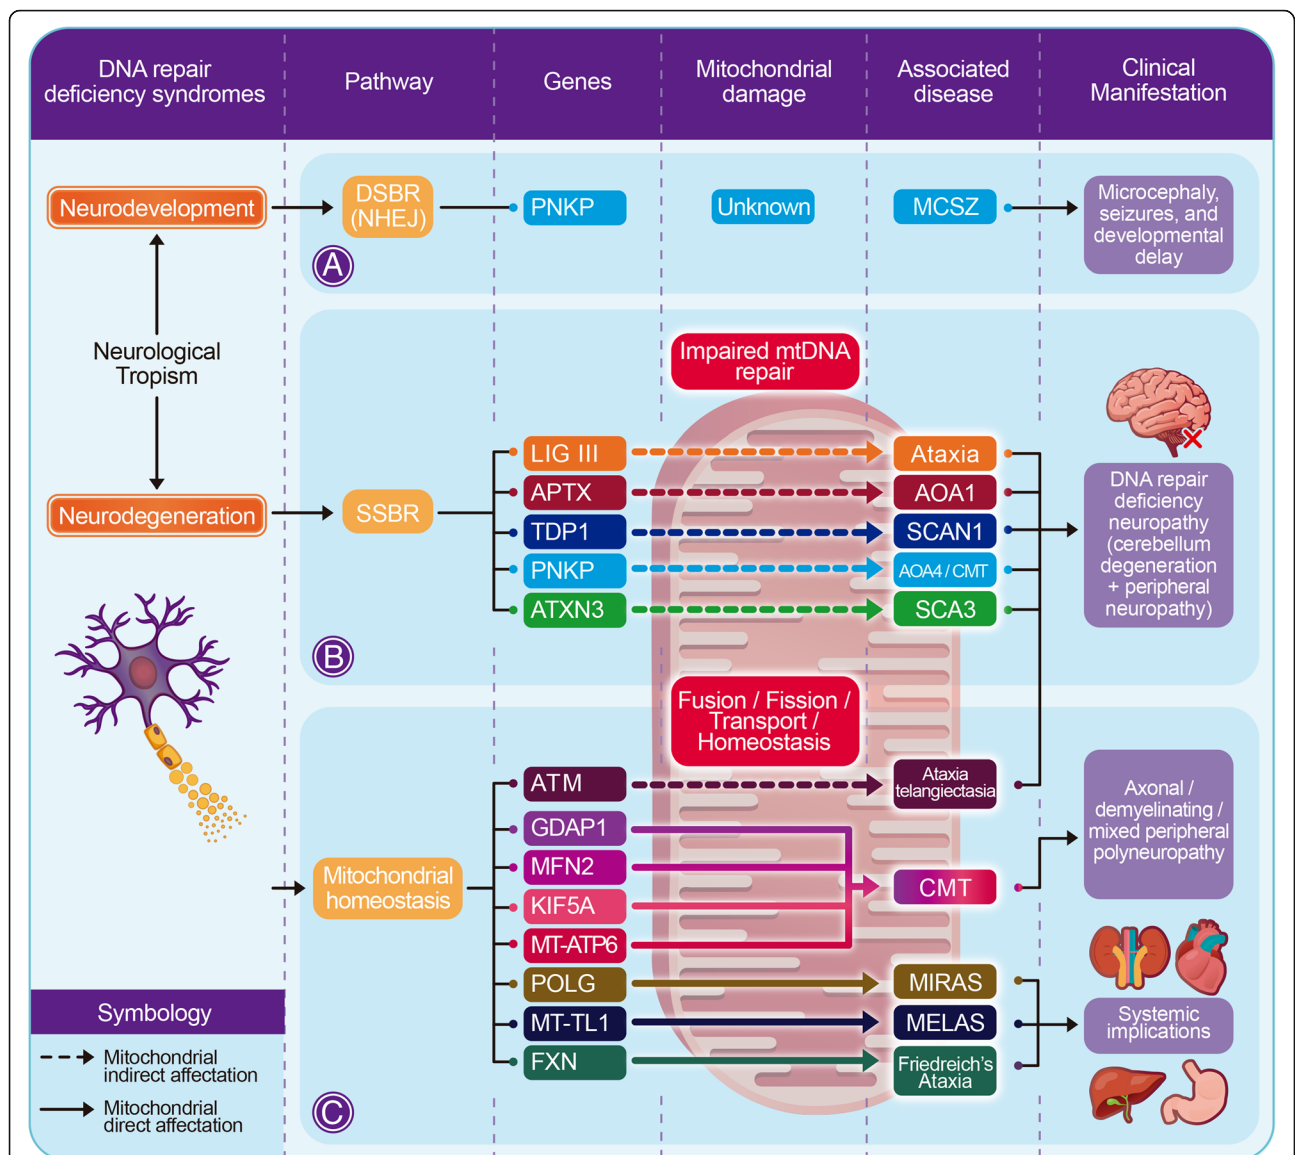 DNA repair
deficiency syndromes
Pathway
Genes
Mitochondrial
damage
Associated
disease
Clinical
Manifestation
Neurodevelopment
DSBR
(NHEJ)
PNKP
Unknown
MCSZ
Microcephaly,
seizures, and
developmental
delay
A
Neurological
Tropism
Impaired mtDNA
repair
Neurodegeneration
SSBR
LIG III
Ataxia
APTX
AOA1
TDP1
SCAN1
PNKP
AOA4 / CMT
ATXN3
SCA3
DNA repair
deficiency
neuropathy
(cerebellum
degeneration
+ peripheral
neuropathy)
B
Fusion / Fission /
Transport /
Homeostasis
Mitochondrial
homeostasis
ATM
Ataxia
telangiectasia
GDAP1
MFN2
KIF5A
MT-ATP6
CMT
Axonal /
demyelinating /
mixed peripheral
polyneuropathy
POLG
MIRAS
MT-TL1
MELAS
FXN
Friedreich's
Ataxia
Systemic
implications
C
Symbology
Mitochondrial
indirect affectation
Mitochondrial
direct affectation